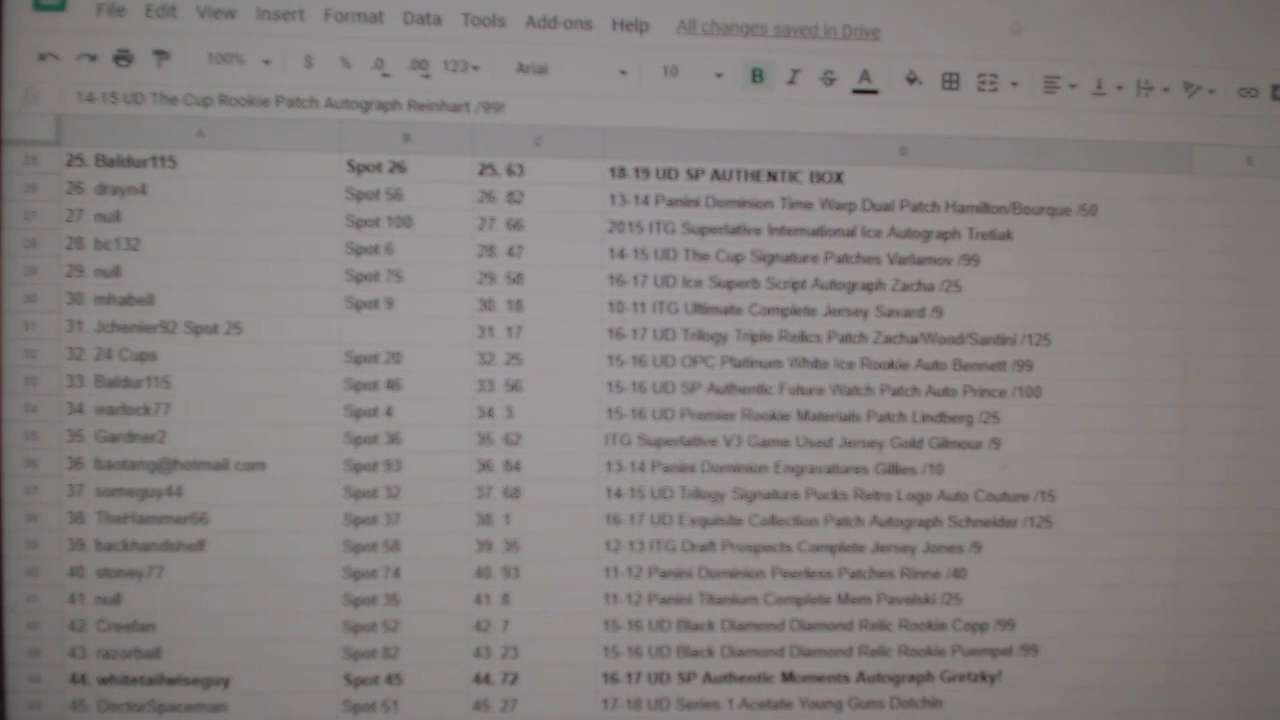 File Edit View Insert Format Data Tools Add-ons Help All changes saved in Drive
100% $ % .0 .00 123 Arial 10 B I S A
14-15 UD The Cup Rookie Patch Autograph Reinhart /99!
A B C D E
25. Baldur115 Spot 26 25. 63 18-19 UD SP AUTHENTIC BOX
26. drayn4 Spot 56 26. 82 13-14 Panini Dominion Time Warp Dual Patch Hamilton/Bourque /50
27. null Spot 100 27. 66 2015 ITG Superlative International Ice Autograph Tretiak
28. bc132 Spot 6 28. 47 14-15 UD The Cup Signature Patches Varlamov /99
29. null Spot 75 29. 58 16-17 UD Ice Superb Script Autograph Zacha /25
30. mhabell Spot 9 30. 18 10-11 ITG Ultimate Complete Jersey Savard /9
31. Jchenier92 Spot 25 31. 17 16-17 UD Trilogy Triple Relics Patch Zacha/Wood/Santini /125
32. 24 Cups Spot 20 32. 25 15-16 UD OPC Platinum White Ice Rookie Auto Bennett /99
33. Baldur115 Spot 46 33. 56 15-16 UD SP Authentic Future Watch Patch Auto Prince /100
34. warlock77 Spot 4 34. 3 15-16 UD Premier Rookie Materials Patch Lindberg /25
35. Gardner2 Spot 36 35. 62 ITG Superlative V3 Game Used Jersey Gold Gilmour /9
36. baotang@hotmail.com Spot 93 36. 84 13-14 Panini Dominion Engravatures Gillies /10
37. someguy44 Spot 32 37. 68 14-15 UD Trilogy Signature Pucks Retro Logo Auto Couture /15
38. TheHammer66 Spot 37 38. 1 16-17 UD Exquisite Collection Patch Autograph Schneider /125
39. backhandshelf Spot 58 39. 35 12-13 ITG Draft Prospects Complete Jersey Jones /9
40. stoney77 Spot 74 40. 93 11-12 Panini Dominion Peerless Patches Rinne /40
41. null Spot 35 41. 8 11-12 Panini Titanium Complete Mem Pavelski /25
42. Creefan Spot 52 42. 7 15-16 UD Black Diamond Diamond Relic Rookie Copp /99
43. razorball Spot 82 43. 23 15-16 UD Black Diamond Diamond Relic Rookie Puempel /99
44. whitetailwiseguy Spot 45 44. 72 16-17 UD SP Authentic Moments Autograph Gretzky!
45. DoctorSpaceman Spot 51 45. 27 17-18 UD Series 1 Acetate Young Guns Dotchin